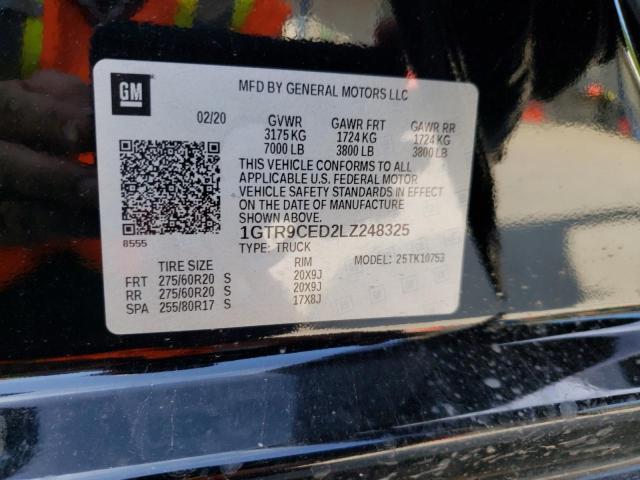 GM
MFD BY GENERAL MOTORS LLC
02/20 GVWR GAWR FRT GAWR RR
3175 KG 1724 KG 1724 KG
7000 LB 3800 LB 3800 LB
THIS VEHICLE CONFORMS TO ALL
APPLICABLE U.S. FEDERAL MOTOR
VEHICLE SAFETY STANDARDS IN EFFECT
ON THE DATE OF MANUFACTURE
SHOWN ABOVE.
8555
1GTR9CED2LZ248325
TYPE: TRUCK MODEL: 25TK10753
TIRE SIZE RIM
FRT 275/60R20 S 20X9J
RR 275/60R20 S 20X9J
SPA 255/80R17 S 17X8J